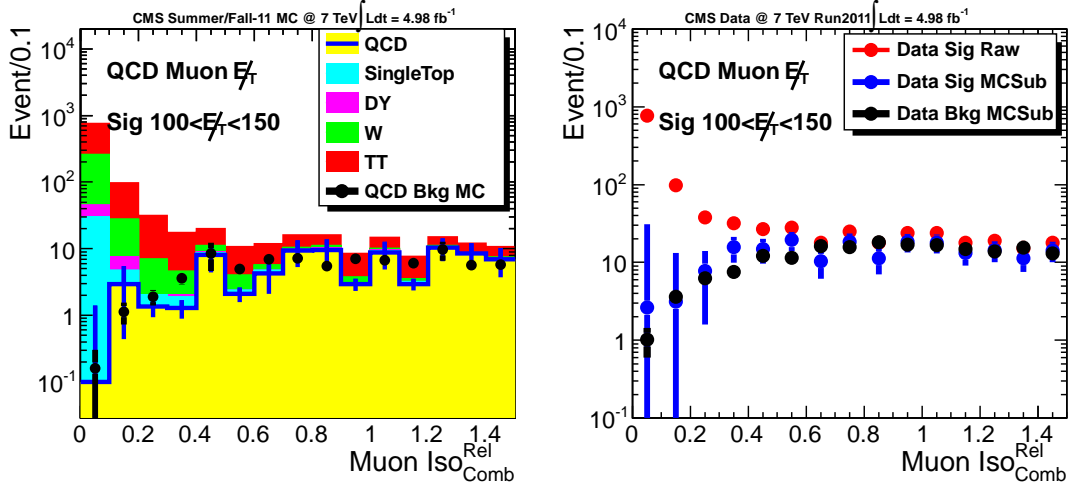 CMS Summer/Fall-11 MC @ 7 TeV ∫ Ldt = 4.98 fb⁻¹
Event/0.1
10⁴
10³
10²
10
1
10⁻¹
QCD Muon E̸_T
Sig 100<E̸_T<150
QCD
SingleTop
DY
W
TT
QCD Bkg MC
0 0.2 0.4 0.6 0.8 1 1.2 1.4
Muon Iso^Rel_Comb
CMS Data @ 7 TeV Run2011 ∫ Ldt = 4.98 fb⁻¹
Event/0.1
10⁴
10³
10²
10
1
10⁻¹
QCD Muon E̸_T
Sig 100<E̸_T<150
Data Sig Raw
Data Sig MCSub
Data Bkg MCSub
0 0.2 0.4 0.6 0.8 1 1.2 1.4
Muon Iso^Rel_Comb